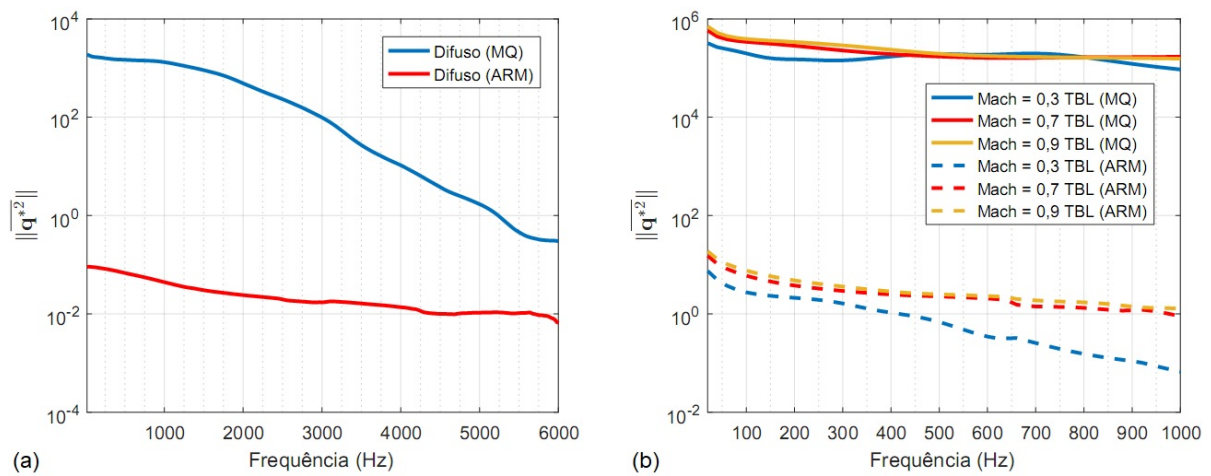 10^4
10^2
10^0
10^-2
10^-4
‖q*^2‖
Difuso (MQ)
Difuso (ARM)
1000 2000 3000 4000 5000 6000
Frequência (Hz)
(a)
10^6
10^4
10^2
10^0
10^-2
‖q*^2‖
Mach = 0,3 TBL (MQ)
Mach = 0,7 TBL (MQ)
Mach = 0,9 TBL (MQ)
Mach = 0,3 TBL (ARM)
Mach = 0,7 TBL (ARM)
Mach = 0,9 TBL (ARM)
100 200 300 400 500 600 700 800 900 1000
Frequência (Hz)
(b)